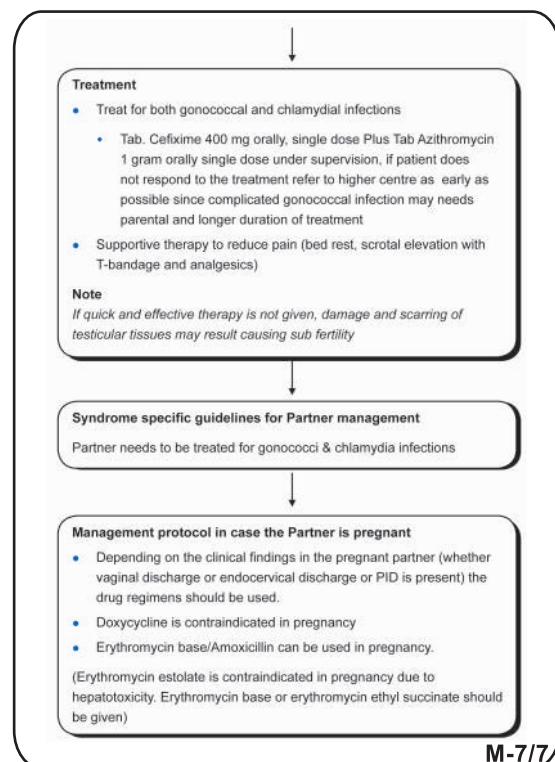 Treatment
• Treat for both gonococcal and chlamydial infections
• Tab. Cefixime 400 mg orally, single dose Plus Tab Azithromycin
1 gram orally single dose under supervision, if patient does
not respond to the treatment refer to higher centre as early as
possible since complicated gonococcal infection may needs
parental and longer duration of treatment
• Supportive therapy to reduce pain (bed rest, scrotal elevation with
T-bandage and analgesics)
Note
If quick and effective therapy is not given, damage and scarring of
testicular tissues may result causing sub fertility
Syndrome specific guidelines for Partner management
Partner needs to be treated for gonococci & chlamydia infections
Management protocol in case the Partner is pregnant
• Depending on the clinical findings in the pregnant partner (whether
vaginal discharge or endocervical discharge or PID is present) the
drug regimens should be used.
• Doxycycline is contraindicated in pregnancy
• Erythromycin base/Amoxicillin can be used in pregnancy.
(Erythromycin estolate is contraindicated in pregnancy due to
hepatotoxicity. Erythromycin base or erythromycin ethyl succinate should
be given)
M-7/7